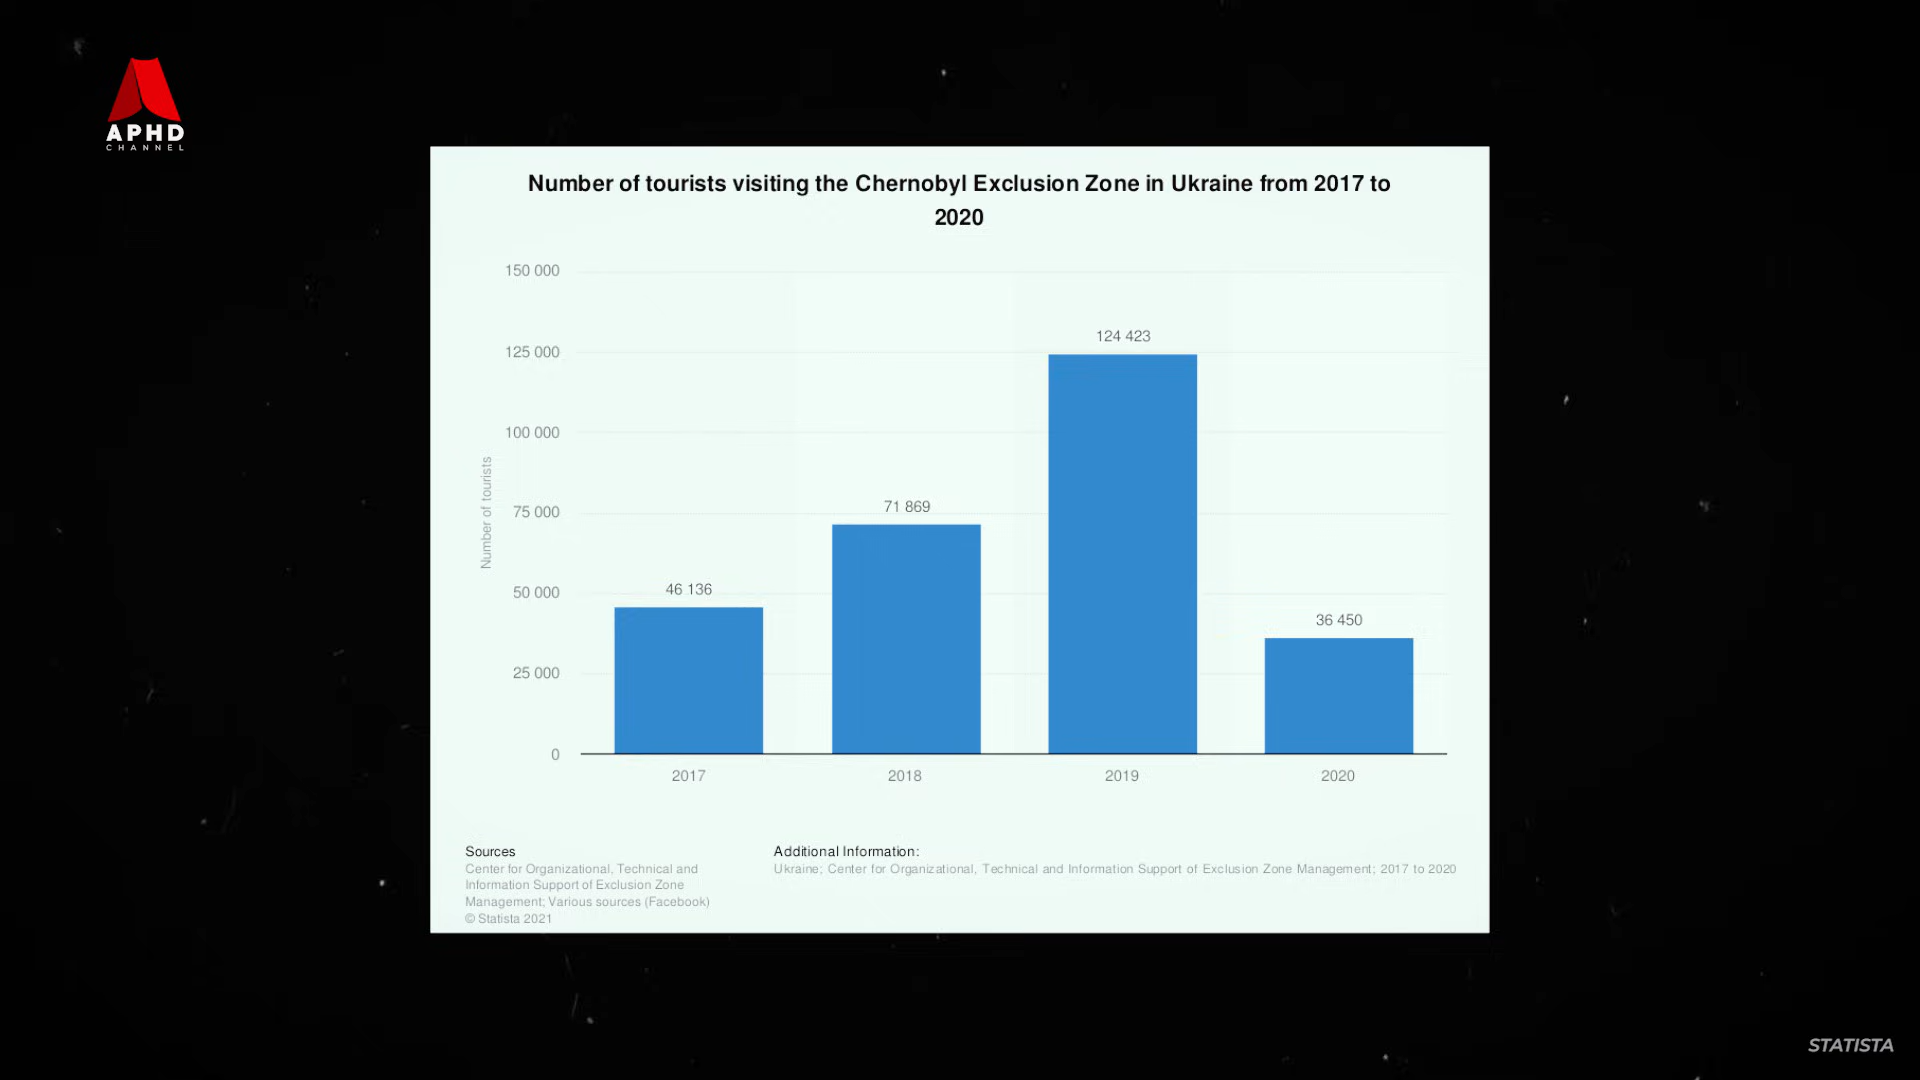 APHD
CHANNEL
Number of tourists visiting the Chernobyl Exclusion Zone in Ukraine from 2017 to
2020
150 000
125 000
100 000
75 000
50 000
25 000
0
Number of tourists
46 136
71 869
124 423
36 450
2017
2018
2019
2020
Sources
Center for Organizational, Technical and
Information Support of Exclusion Zone
Management; Various sources (Facebook)
© Statista 2021
Additional Information:
Ukraine; Center for Organizational, Technical and Information Support of Exclusion Zone Management; 2017 to 2020
STATISTA